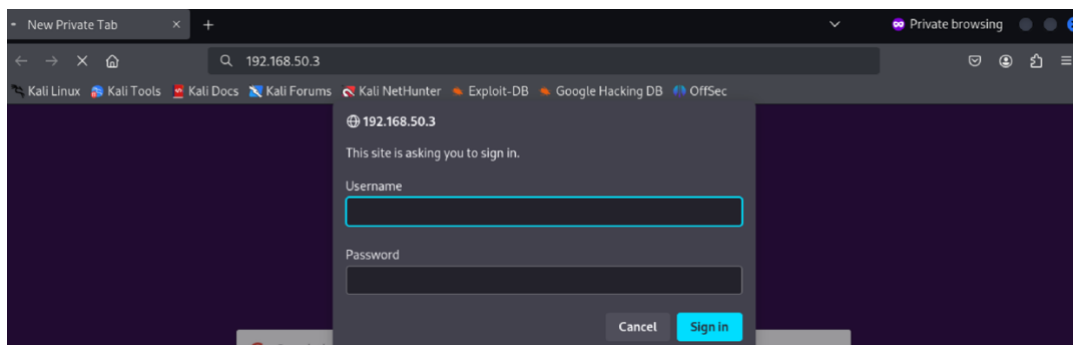 New Private Tab
Private browsing
192.168.50.3
Kali Linux Kali Tools Kali Docs Kali Forums Kali NetHunter Exploit-DB Google Hacking DB OffSec
192.168.50.3
This site is asking you to sign in.
Username
Password
Cancel Sign in